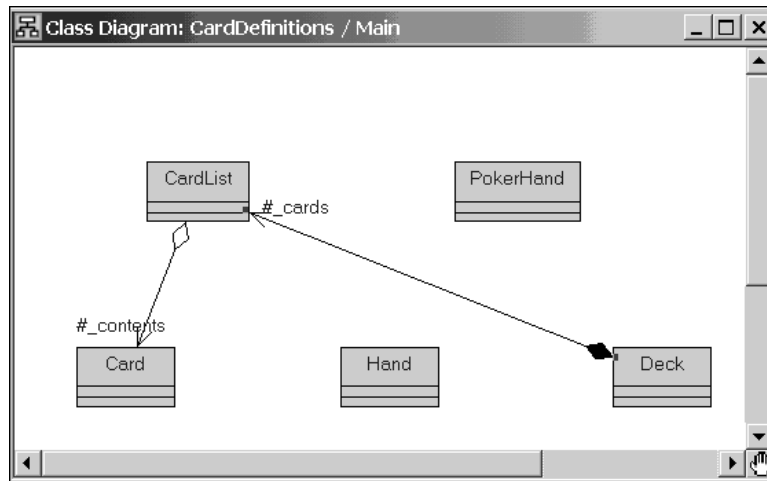 Class Diagram: CardDefinitions / Main
CardList
PokerHand
#_cards
#_contents
Card
Hand
Deck